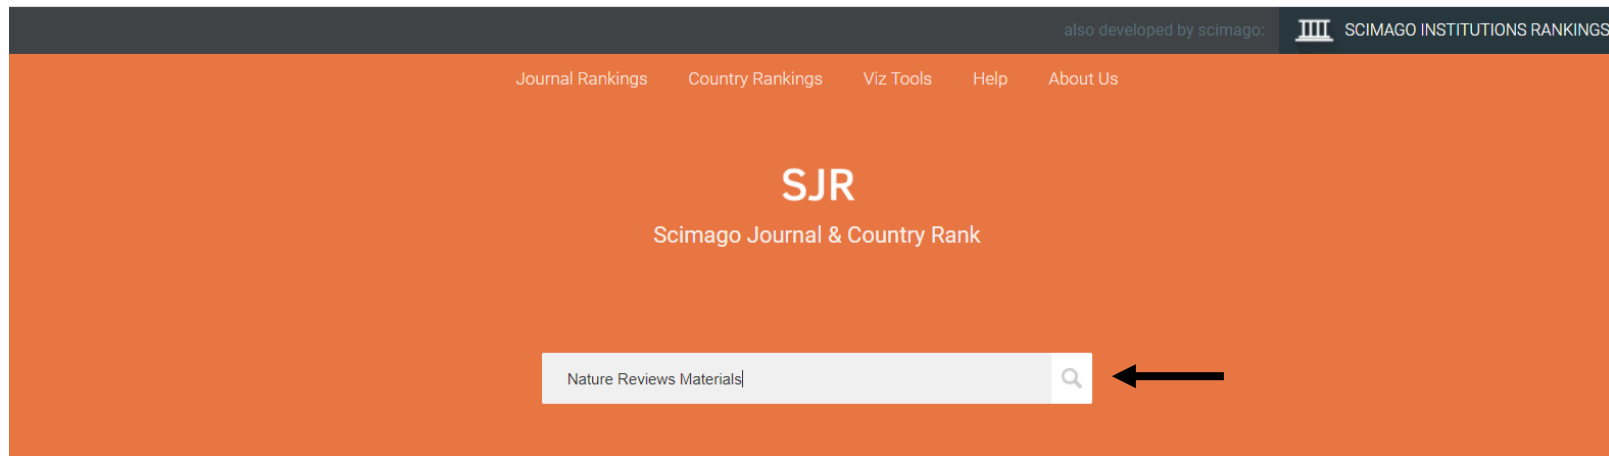 also developed by scimago:
SCIMAGO INSTITUTIONS RANKINGS
Journal Rankings Country Rankings Viz Tools Help About Us
SJR
Scimago Journal & Country Rank
Nature Reviews Materials